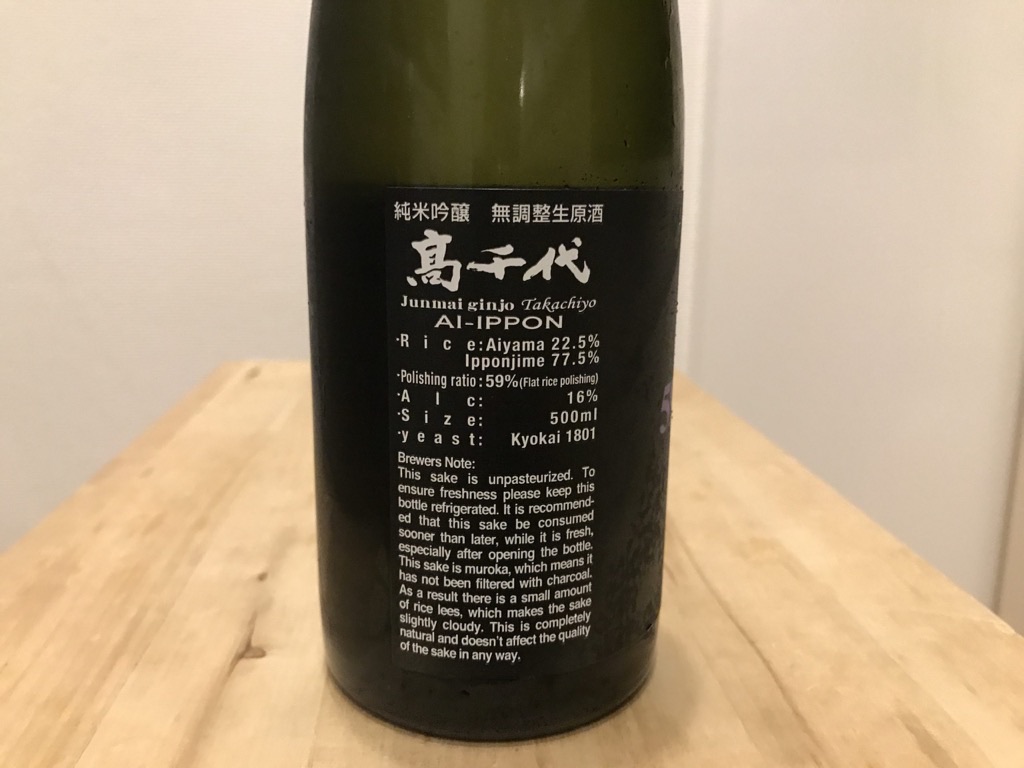 純米吟醸　無調整生原酒
髙千代
Junmai ginjo Takachiyo
AI-IPPON
·Rice:Aiyama 22.5%
Ipponjime 77.5%
·Polishing ratio:59%(Flat rice polishing)
·Alc: 16%
·Size: 500ml
·yeast: Kyokai 1801
Brewers Note:
This sake is unpasteurized. To
ensure freshness please keep this
bottle refrigerated. It is recommend-
ed that this sake be consumed
sooner than later, while it is fresh,
especially after opening the bottle.
This sake is muroka, which means it
has not been filtered with charcoal.
As a result there is a small amount
of rice lees, which makes the sake
slightly cloudy. This is completely
natural and doesn't affect the quality
of the sake in any way.